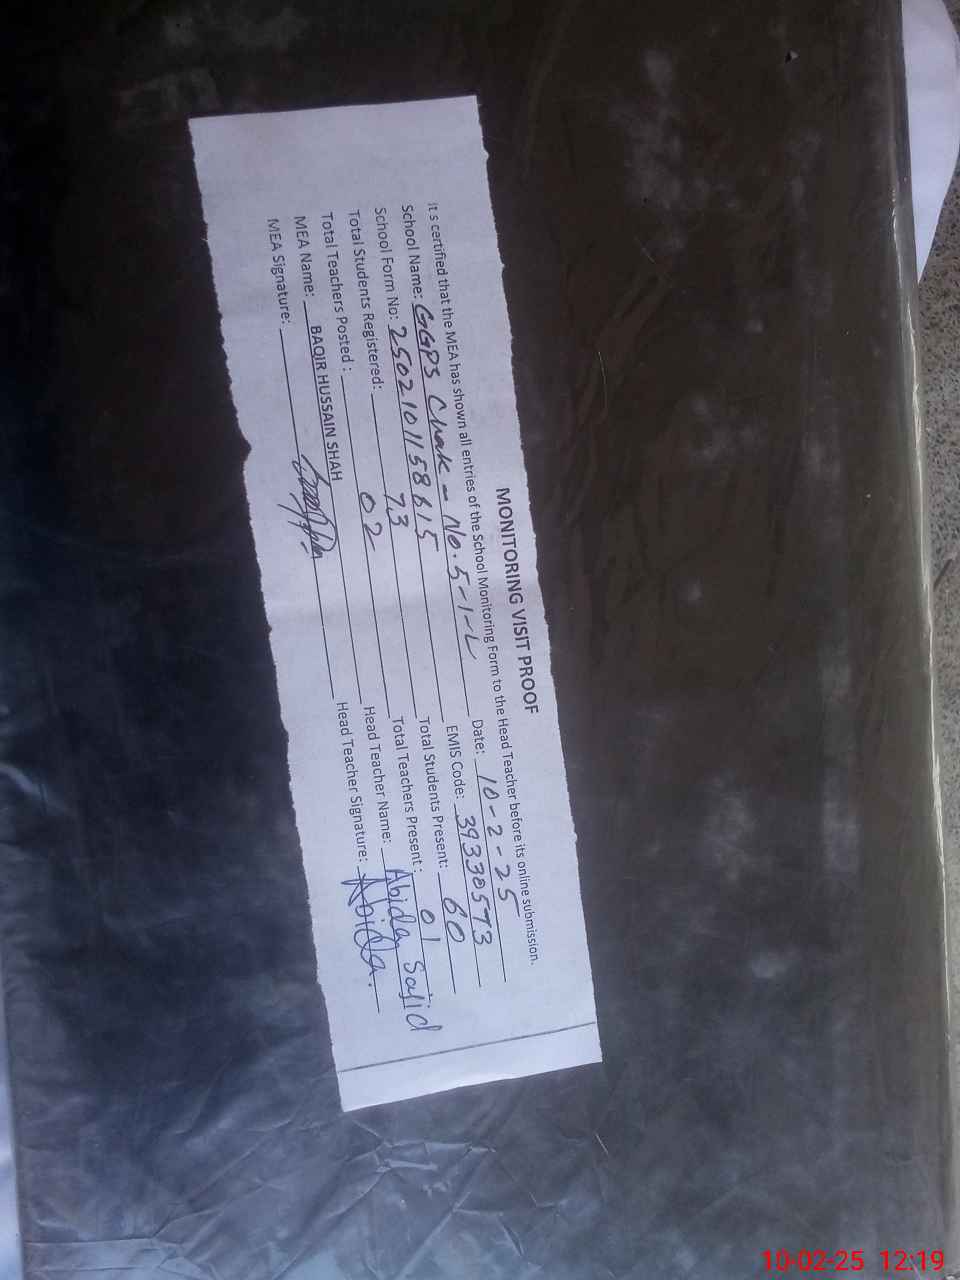 MONITORING VISIT PROOF
It s certified that the MEA has shown all entries of the School Monitoring Form to the Head Teacher before its online submission.
School Name: GGPS Chak - No. 5-1-L Date: 10-2-25
School Form No: 2502101158615 EMIS Code: 39330573
Total Students Registered: 73 Total Students Present: 60
Total Teachers Posted : 02 Total Teachers Present : 01
MEA Name: BAQIR HUSSAIN SHAH Head Teacher Name: Abida Sajid
MEA Signature: Head Teacher Signature: Abida.
10-02-25 12:19